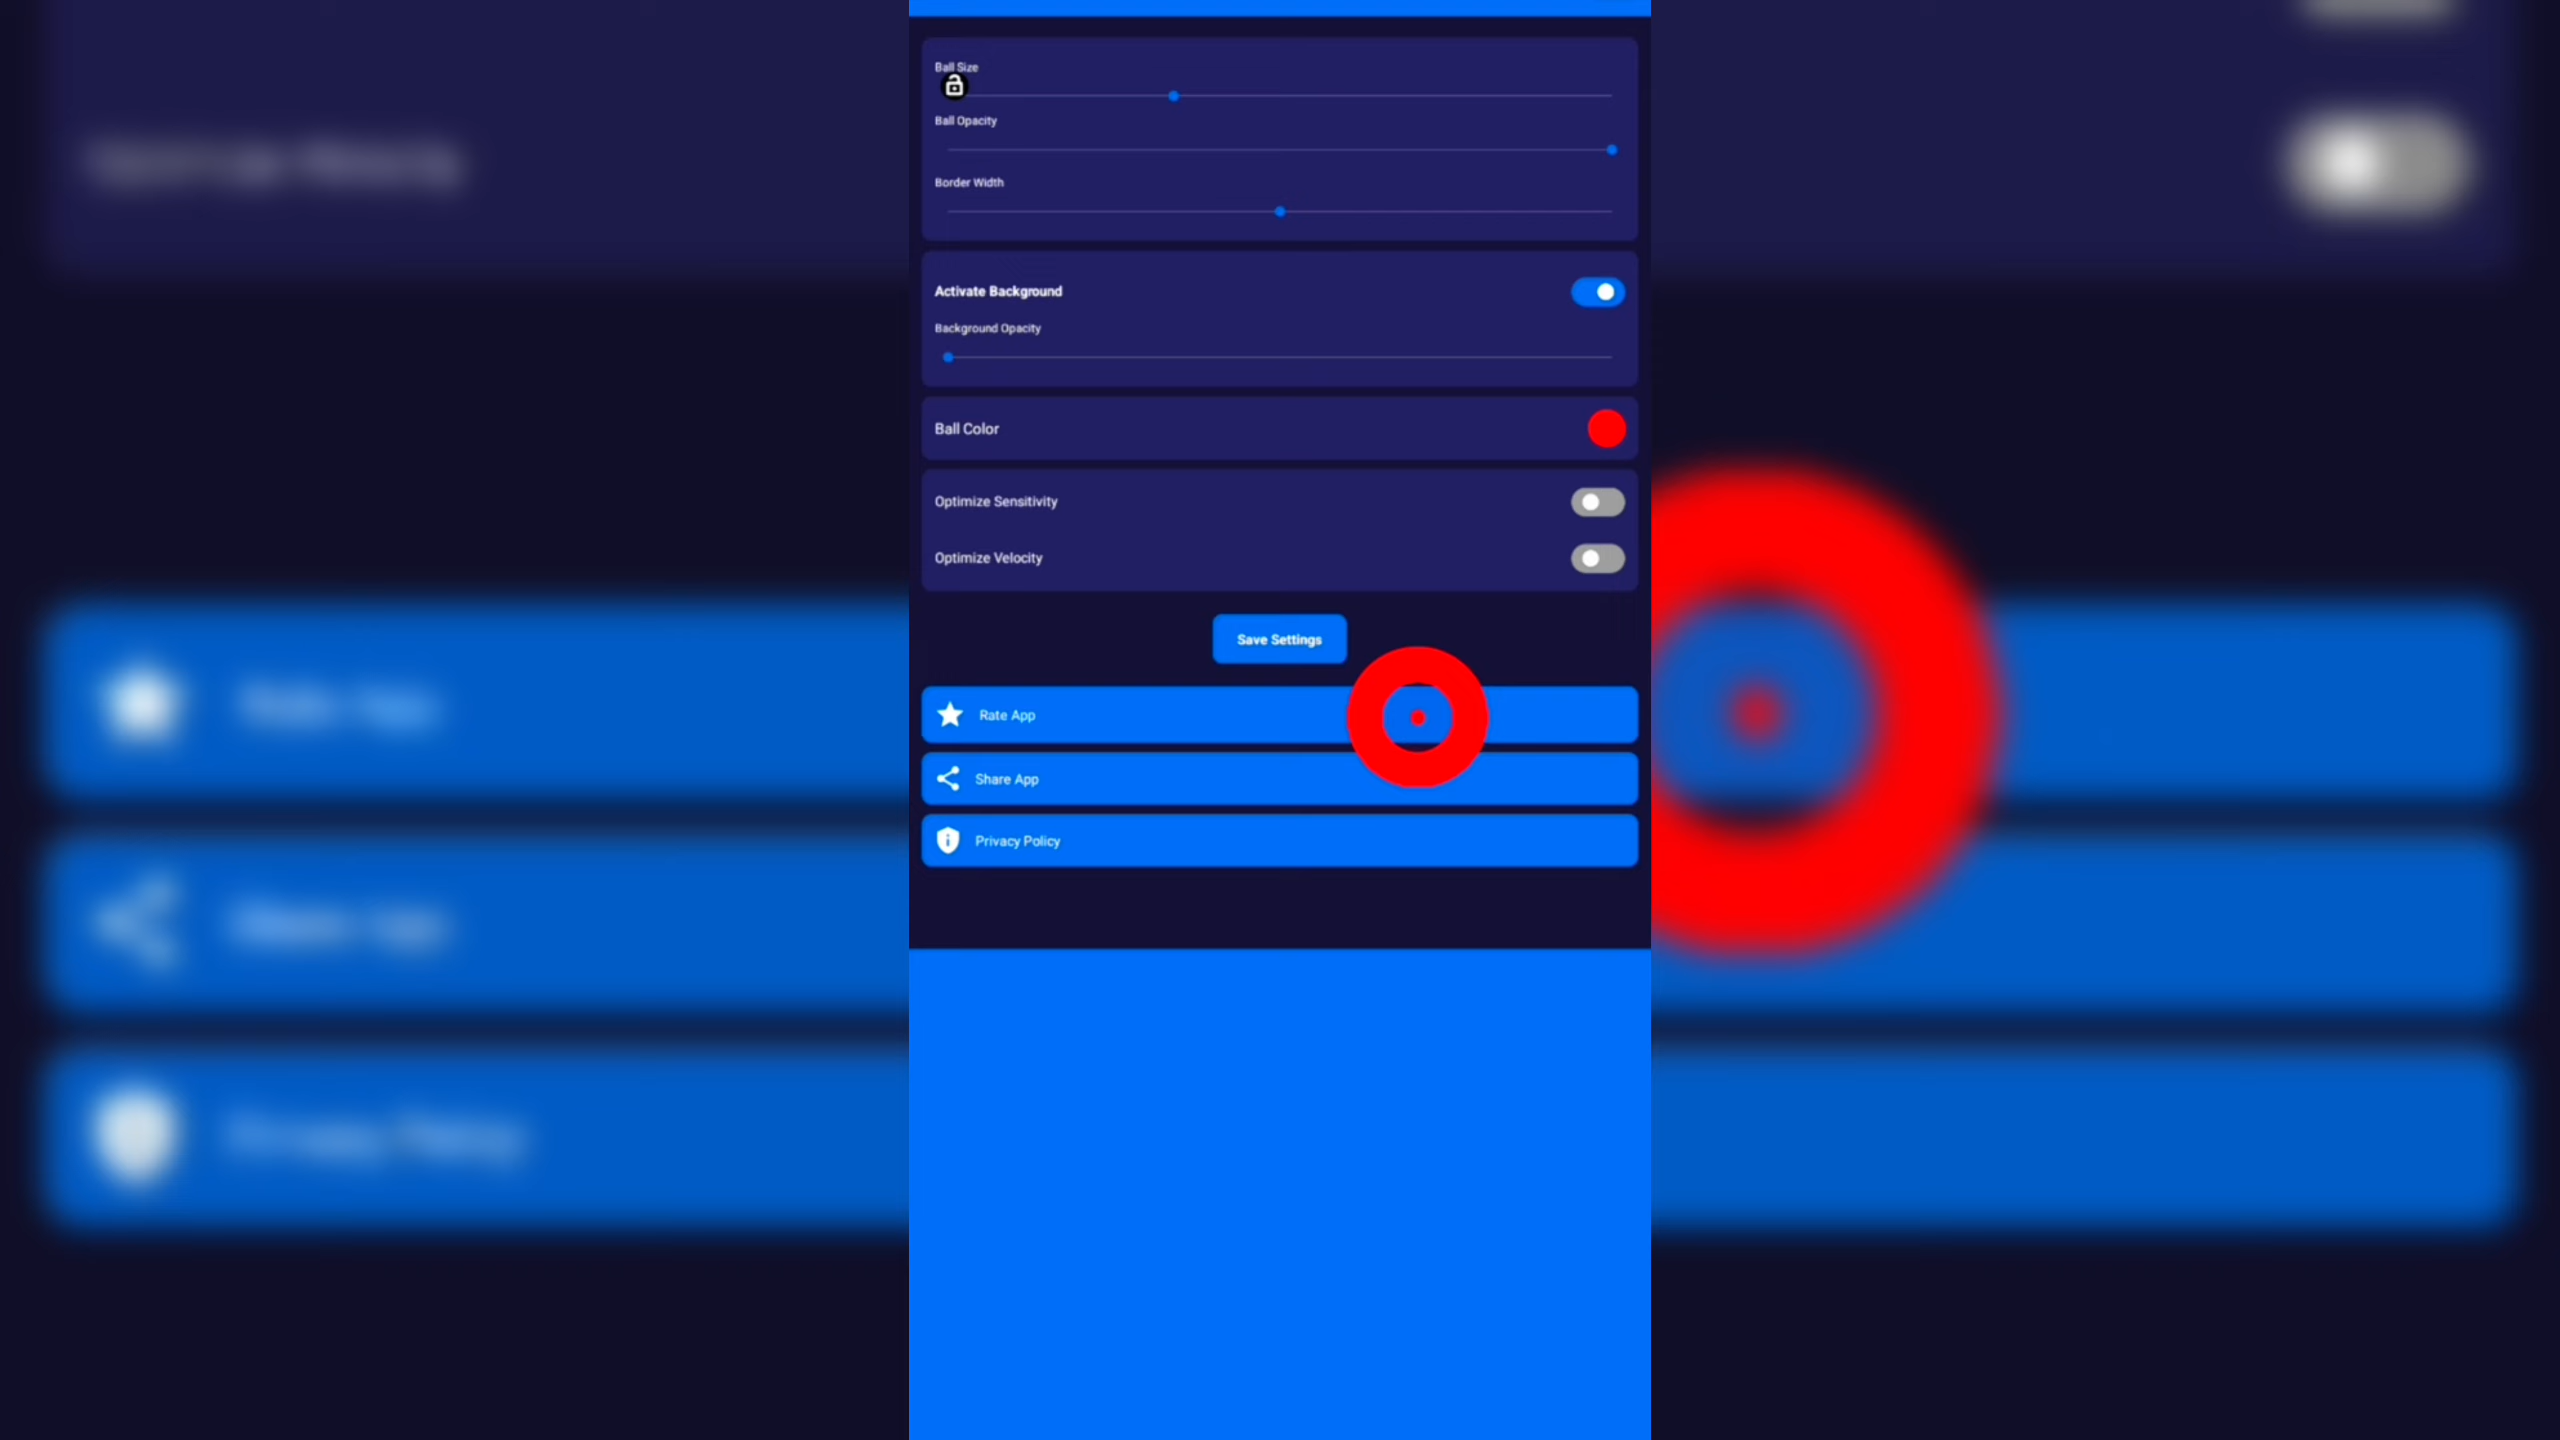 Ball Size
Ball Opacity
Border Width
Activate Background
Background Opacity
Ball Color
Optimize Sensitivity
Optimize Velocity
Save Settings
Rate App
Share App
Privacy Policy